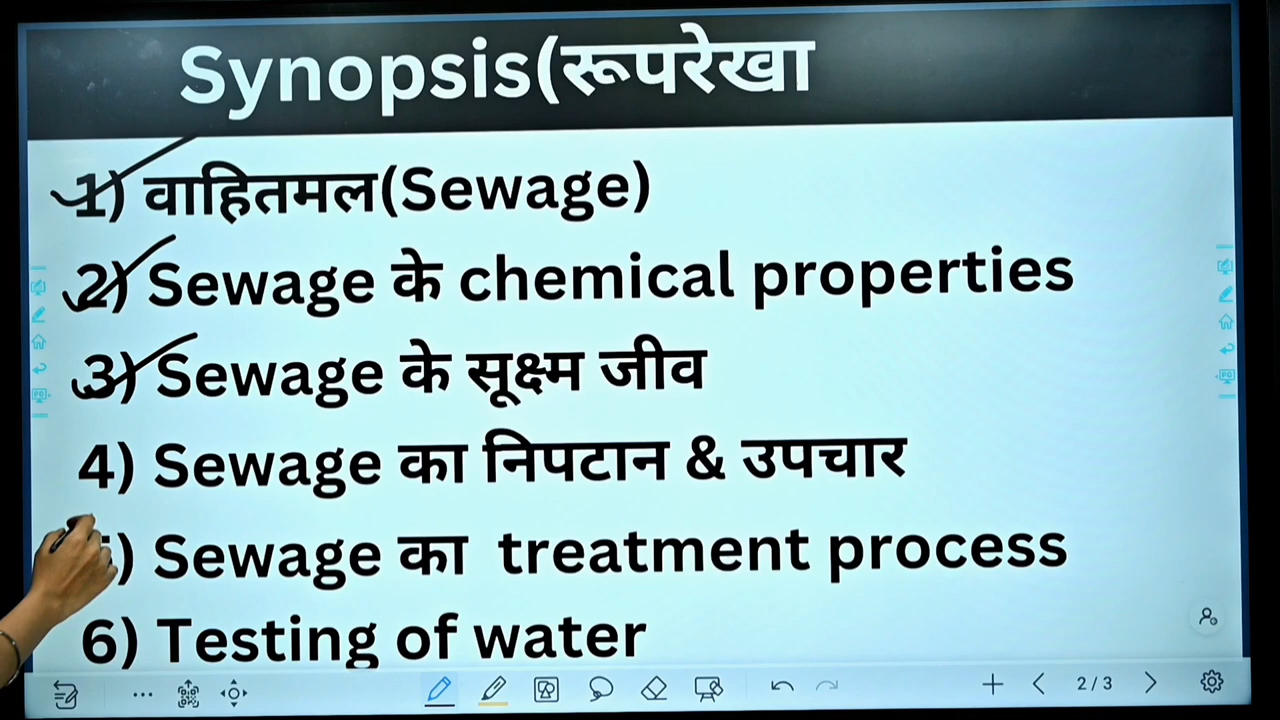 Synopsis(रूपरेखा
1) वाहितमल(Sewage)
2) Sewage के chemical properties
3) Sewage के सूक्ष्म जीव
4) Sewage का निपटान & उपचार
5) Sewage का treatment process
6) Testing of water
2/3